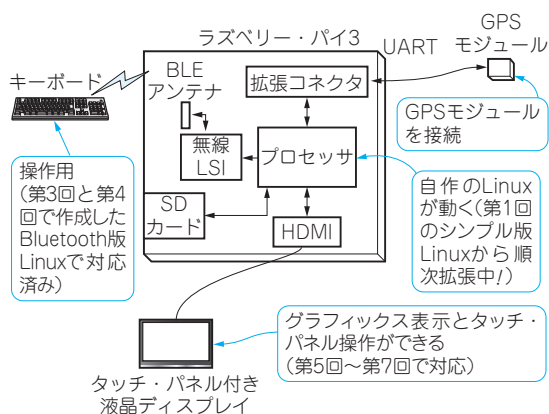 ラズベリー・パイ3
UART
GPS
モジュール
キーボード
BLE
アンテナ
拡張コネクタ
GPSモジュール
を接続
無線
LSI
プロセッサ
操作用
(第3回と第4
回で作成した
Bluetooth版
Linuxで対応
済み)
自作のLinux
が動く(第1回
のシンプル版
Linuxから順
次拡張中!)
SD
カード
HDMI
グラフィックス表示とタッチ・
パネル操作ができる
(第5回〜第7回で対応)
タッチ・パネル付き
液晶ディスプレイ